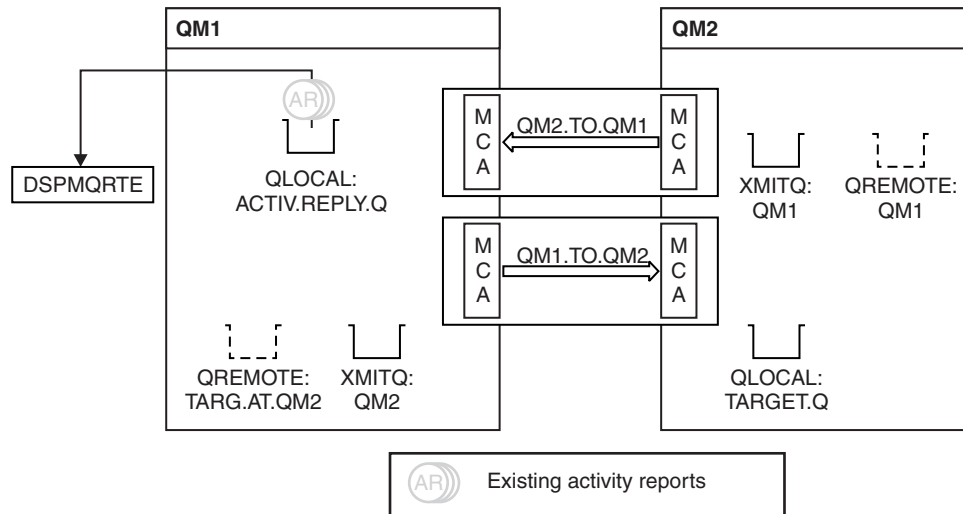 QM1
QM2
AR
M
C
A
QM2.TO.QM1
M
C
A
DSPMQRTE
QLOCAL:
ACTIV.REPLY.Q
XMITQ:
QM1
QREMOTE:
QM1
M
C
A
QM1.TO.QM2
M
C
A
QREMOTE:
TARG.AT.QM2
XMITQ:
QM2
QLOCAL:
TARGET.Q
AR
Existing activity reports